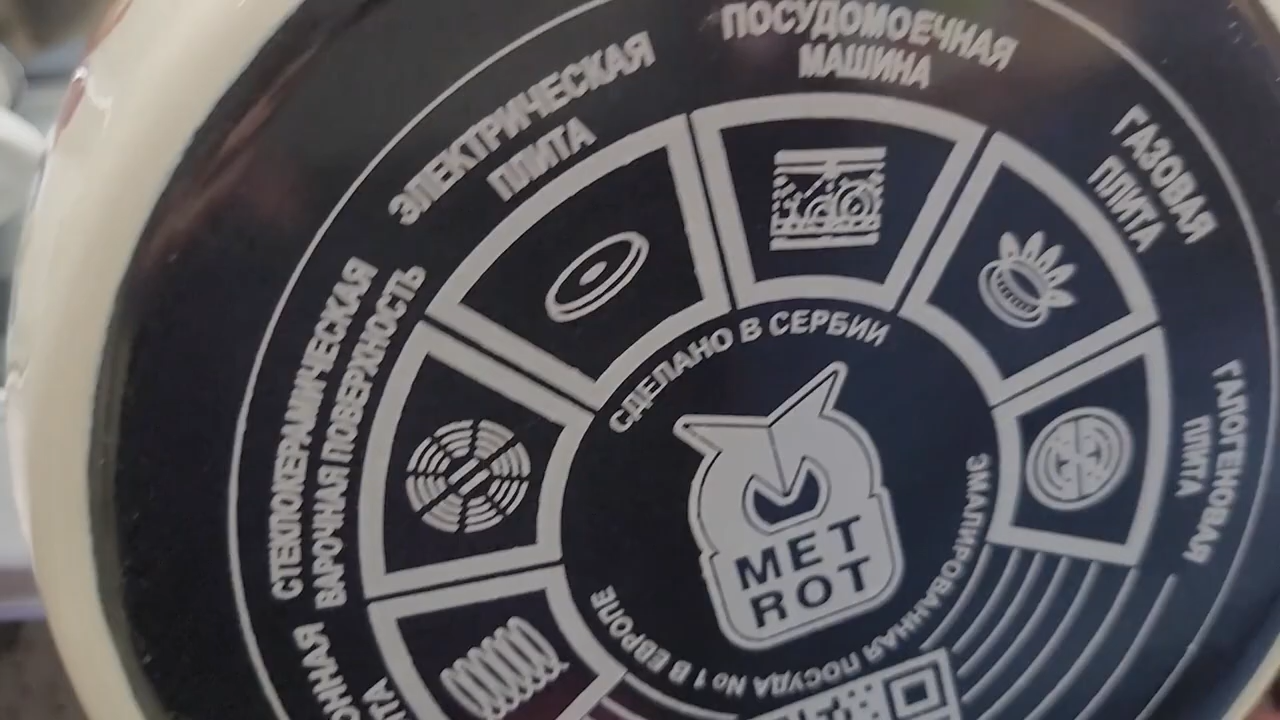 ПОСУДОМОЕЧНАЯ
МАШИНА
ЭЛЕКТРИЧЕСКАЯ
ПЛИТА
ГАЗОВАЯ
ПЛИТА
СТЕКЛОКЕРАМИЧЕСКАЯ
ВАРОЧНАЯ ПОВЕРХНОСТЬ
ГАЛОГЕНОВАЯ
ПЛИТА
СДЕЛАНО В СЕРБИИ
MET
ROT
ЭМАЛИРОВАННАЯ ПОСУДА №1 В ЕВРОПЕ